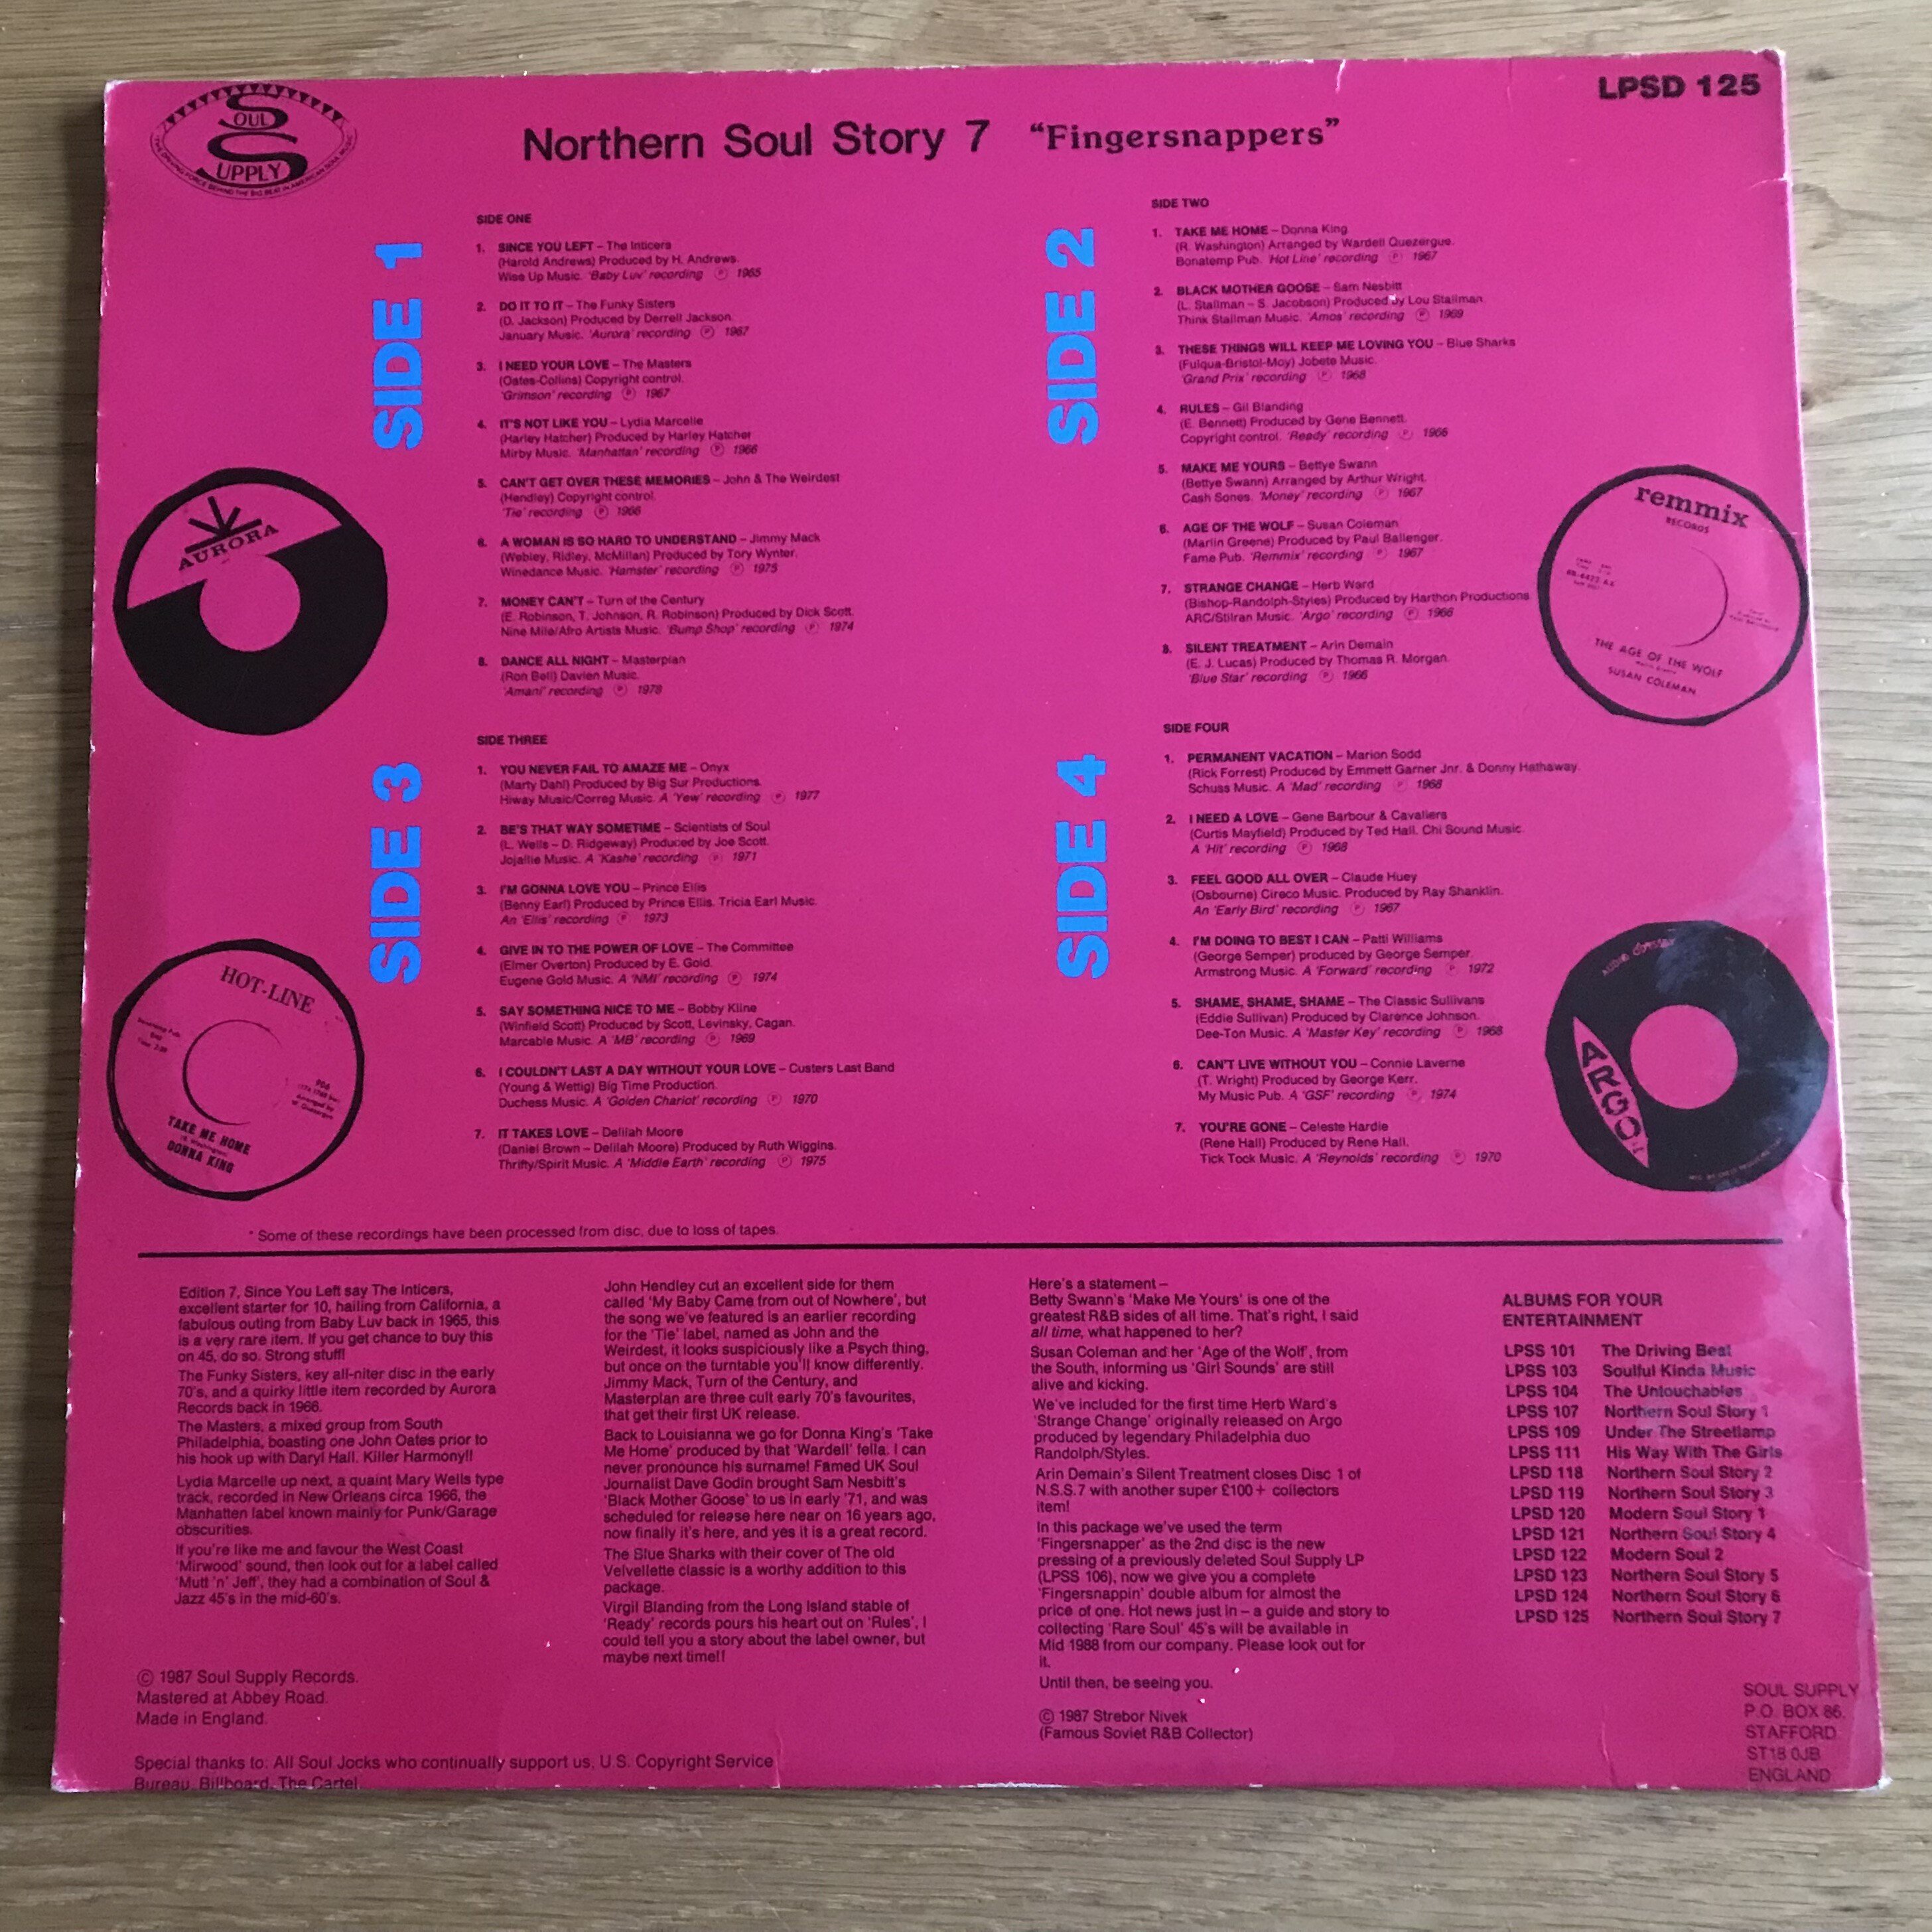 SOUL
SUPPLY
LPSD 125
Northern Soul Story 7 “Fingersnappers”
SIDE 1
SIDE ONE
1. SINCE YOU LEFT – The Inticers
(Harold Andrews) Produced by H. Andrews.
Wise Up Music. 'Baby Luv' recording Ⓟ 1965
2. DO IT TO IT – The Funky Sisters
(D. Jackson) Produced by Derrell Jackson.
January Music. 'Aurora' recording Ⓟ 1967
3. I NEED YOUR LOVE – The Masters
(Oates-Collins) Copyright control.
'Grimson' recording Ⓟ 1967
4. IT'S NOT LIKE YOU – Lydia Marcelle
(Harley Hatcher) Produced by Harley Hatcher
Mirby Music. 'Manhattan' recording Ⓟ 1966
5. CAN'T GET OVER THESE MEMORIES – John & The Weirdest
(Hendley) Copyright control.
'Tie' recording Ⓟ 1966
6. A WOMAN IS SO HARD TO UNDERSTAND – Jimmy Mack
(Webley, Ridley, McMillan) Produced by Tory Wynter.
Winedance Music. 'Hamster' recording Ⓟ 1975
7. MONEY CAN'T – Turn of the Century
(E. Robinson, T. Johnson, R. Robinson) Produced by Dick Scott.
Nine Mile/Afro Artists Music. 'Bump Shop' recording Ⓟ 1974
8. DANCE ALL NIGHT – Masterplan
(Ron Bell) Davien Music.
'Amani' recording Ⓟ 1978
SIDE 2
SIDE TWO
1. TAKE ME HOME – Donna King
(R. Washington) Arranged by Wardell Quezergue.
Bonatemp Pub. 'Hot Line' recording Ⓟ 1967
2. BLACK MOTHER GOOSE – Sam Nesbitt
(L. Stallman – S. Jacobson) Produced by Lou Stallman
Think Stallman Music. 'Amos' recording Ⓟ 1969
3. THESE THINGS WILL KEEP ME LOVING YOU – Blue Sharks
(Fulqua-Bristol-Moy) Jobete Music.
'Grand Prix' recording Ⓟ 1968
4. RULES – Gil Blanding
(E. Bennett) Produced by Gene Bennett.
Copyright control. 'Ready' recording Ⓟ 1966
5. MAKE ME YOURS – Bettye Swann
(Bettye Swann) Arranged by Arthur Wright.
Cash Sones. 'Money' recording Ⓟ 1967
6. AGE OF THE WOLF – Susan Coleman
(Marlin Greene) Produced by Paul Ballenger.
Fame Pub. 'Remmix' recording Ⓟ 1967
7. STRANGE CHANGE – Herb Ward
(Bishop-Randolph-Styles) Produced by Harthon Productions
ARC/Stilran Music. 'Argo' recording Ⓟ 1966
8. SILENT TREATMENT – Arin Demain
(E. J. Lucas) Produced by Thomas R. Morgan.
'Blue Star' recording Ⓟ 1966
AURORA
remmix
RECORDS
THE AGE OF THE WOLF
SUSAN COLEMAN
SIDE 3
SIDE THREE
1. YOU NEVER FAIL TO AMAZE ME – Onyx
(Marty Dahl) Produced by Big Sur Productions.
Hiway Music/Correg Music. A 'Yew' recording Ⓟ 1977
2. BE'S THAT WAY SOMETIME – Scientists of Soul
(L. Wells – D. Ridgeway) Produced by Joe Scott.
Jojallie Music. A 'Kashe' recording Ⓟ 1971
3. I'M GONNA LOVE YOU – Prince Ellis
(Benny Earl) Produced by Prince Ellis. Tricia Earl Music.
An 'Ellis' recording Ⓟ 1973
4. GIVE IN TO THE POWER OF LOVE – The Committee
(Elmer Overton) Produced by E. Gold.
Eugene Gold Music. A 'NMI' recording Ⓟ 1974
5. SAY SOMETHING NICE TO ME – Bobby Kline
(Winfield Scott) Produced by Scott, Levinsky, Cagan.
Marcable Music. A 'MB' recording Ⓟ 1969
6. I COULDN'T LAST A DAY WITHOUT YOUR LOVE – Custers Last Band
(Young & Wettig) Big Time Production.
Duchess Music. A 'Golden Chariot' recording Ⓟ 1970
7. IT TAKES LOVE – Delilah Moore
(Daniel Brown – Delilah Moore) Produced by Ruth Wiggins.
Thrifty/Spirit Music. A 'Middle Earth' recording Ⓟ 1975
SIDE 4
SIDE FOUR
1. PERMANENT VACATION – Marion Sodd
(Rick Forrest) Produced by Emmett Garner Jnr. & Donny Hathaway.
Schuss Music. A 'Mad' recording Ⓟ 1968
2. I NEED A LOVE – Gene Barbour & Cavaliers
(Curtis Mayfield) Produced by Ted Hall. Chi Sound Music.
A 'Hit' recording Ⓟ 1968
3. FEEL GOOD ALL OVER – Claude Huey
(Osbourne) Cireco Music. Produced by Ray Shanklin.
An 'Early Bird' recording Ⓟ 1967
4. I'M DOING TO BEST I CAN – Patti Williams
(George Semper) produced by George Semper.
Armstrong Music. A 'Forward' recording Ⓟ 1972
5. SHAME, SHAME, SHAME – The Classic Sullivans
(Eddie Sullivan) Produced by Clarence Johnson.
Dee-Ton Music. A 'Master Key' recording Ⓟ 1968
6. CAN'T LIVE WITHOUT YOU – Connie Laverne
(T. Wright) Produced by George Kerr.
My Music Pub. A 'GSF' recording Ⓟ 1974
7. YOU'RE GONE – Celeste Hardie
(Rene Hall) Produced by Rene Hall.
Tick Tock Music. A 'Reynolds' recording Ⓟ 1970
HOT-LINE
TAKE ME HOME
DONNA KING
ARGO
* Some of these recordings have been processed from disc, due to loss of tapes.
Edition 7, Since You Left say The Inticers,
excellent starter for 10, hailing from California, a
fabulous outing from Baby Luv back in 1965, this
is a very rare item. If you get chance to buy this
on 45, do so. Strong stuff!
The Funky Sisters, key all-niter disc in the early
70's, and a quirky little item recorded by Aurora
Records back in 1966.
The Masters, a mixed group from South
Philadelphia, boasting one John Oates prior to
his hook up with Daryl Hall. Killer Harmony!!
Lydia Marcelle up next, a quaint Mary Wells type
track, recorded in New Orleans circa 1966, the
Manhatten label known mainly for Punk/Garage
obscurities.
If you're like me and favour the West Coast
'Mirwood' sound, then look out for a label called
'Mutt 'n' Jeff', they had a combination of Soul &
Jazz 45's in the mid-60's.
John Hendley cut an excellent side for them
called 'My Baby Came from out of Nowhere', but
the song we've featured is an earlier recording
for the 'Tie' label, named as John and the
Weirdest, it looks suspiciously like a Psych thing,
but once on the turntable you'll know differently.
Jimmy Mack, Turn of the Century, and
Masterplan are three cult early 70's favourites,
that get their first UK release.
Back to Louisianna we go for Donna King's 'Take
Me Home' produced by that 'Wardell' fella. I can
never pronounce his surname! Famed UK Soul
Journalist Dave Godin brought Sam Nesbitt's
'Black Mother Goose' to us in early '71, and was
scheduled for release here near on 16 years ago,
now finally it's here, and yes it is a great record.
The Blue Sharks with their cover of The old
Velvellette classic is a worthy addition to this
package.
Virgil Blanding from the Long Island stable of
'Ready' records pours his heart out on 'Rules', I
could tell you a story about the label owner, but
maybe next time!!
Here's a statement –
Betty Swann's 'Make Me Yours' is one of the
greatest R&B sides of all time. That's right, I said
all time, what happened to her?
Susan Coleman and her 'Age of the Wolf', from
the South, informing us 'Girl Sounds' are still
alive and kicking.
We've included for the first time Herb Ward's
'Strange Change' originally released on Argo
produced by legendary Philadelphia duo
Randolph/Styles.
Arin Demain's Silent Treatment closes Disc 1 of
N.S.S.7 with another super £100+ collectors
item!
In this package we've used the term
'Fingersnapper' as the 2nd disc is the new
pressing of a previously deleted Soul Supply LP
(LPSS 106), now we give you a complete
'Fingersnappin' double album for almost the
price of one. Hot news just in – a guide and story to
collecting 'Rare Soul' 45's will be available in
Mid 1988 from our company. Please look out for
it.
Until then, be seeing you.
© 1987 Strebor Nivek
(Famous Soviet R&B Collector)
ALBUMS FOR YOUR
ENTERTAINMENT
LPSS 101 The Driving Beat
LPSS 103 Soulful Kinda Music
LPSS 104 The Untouchables
LPSS 107 Northern Soul Story 1
LPSS 109 Under The Streetlamp
LPSS 111 His Way With The Girls
LPSD 118 Northern Soul Story 2
LPSD 119 Northern Soul Story 3
LPSD 120 Modern Soul Story 1
LPSD 121 Northern Soul Story 4
LPSD 122 Modern Soul 2
LPSD 123 Northern Soul Story 5
LPSD 124 Northern Soul Story 6
LPSD 125 Northern Soul Story 7
© 1987 Soul Supply Records.
Mastered at Abbey Road.
Made in England.
Special thanks to: All Soul Jocks who continually support us, U.S. Copyright Service
Bureau, Billboard, The Cartel.
SOUL SUPPLY
P.O. BOX 86,
STAFFORD
ST18 0JB
ENGLAND